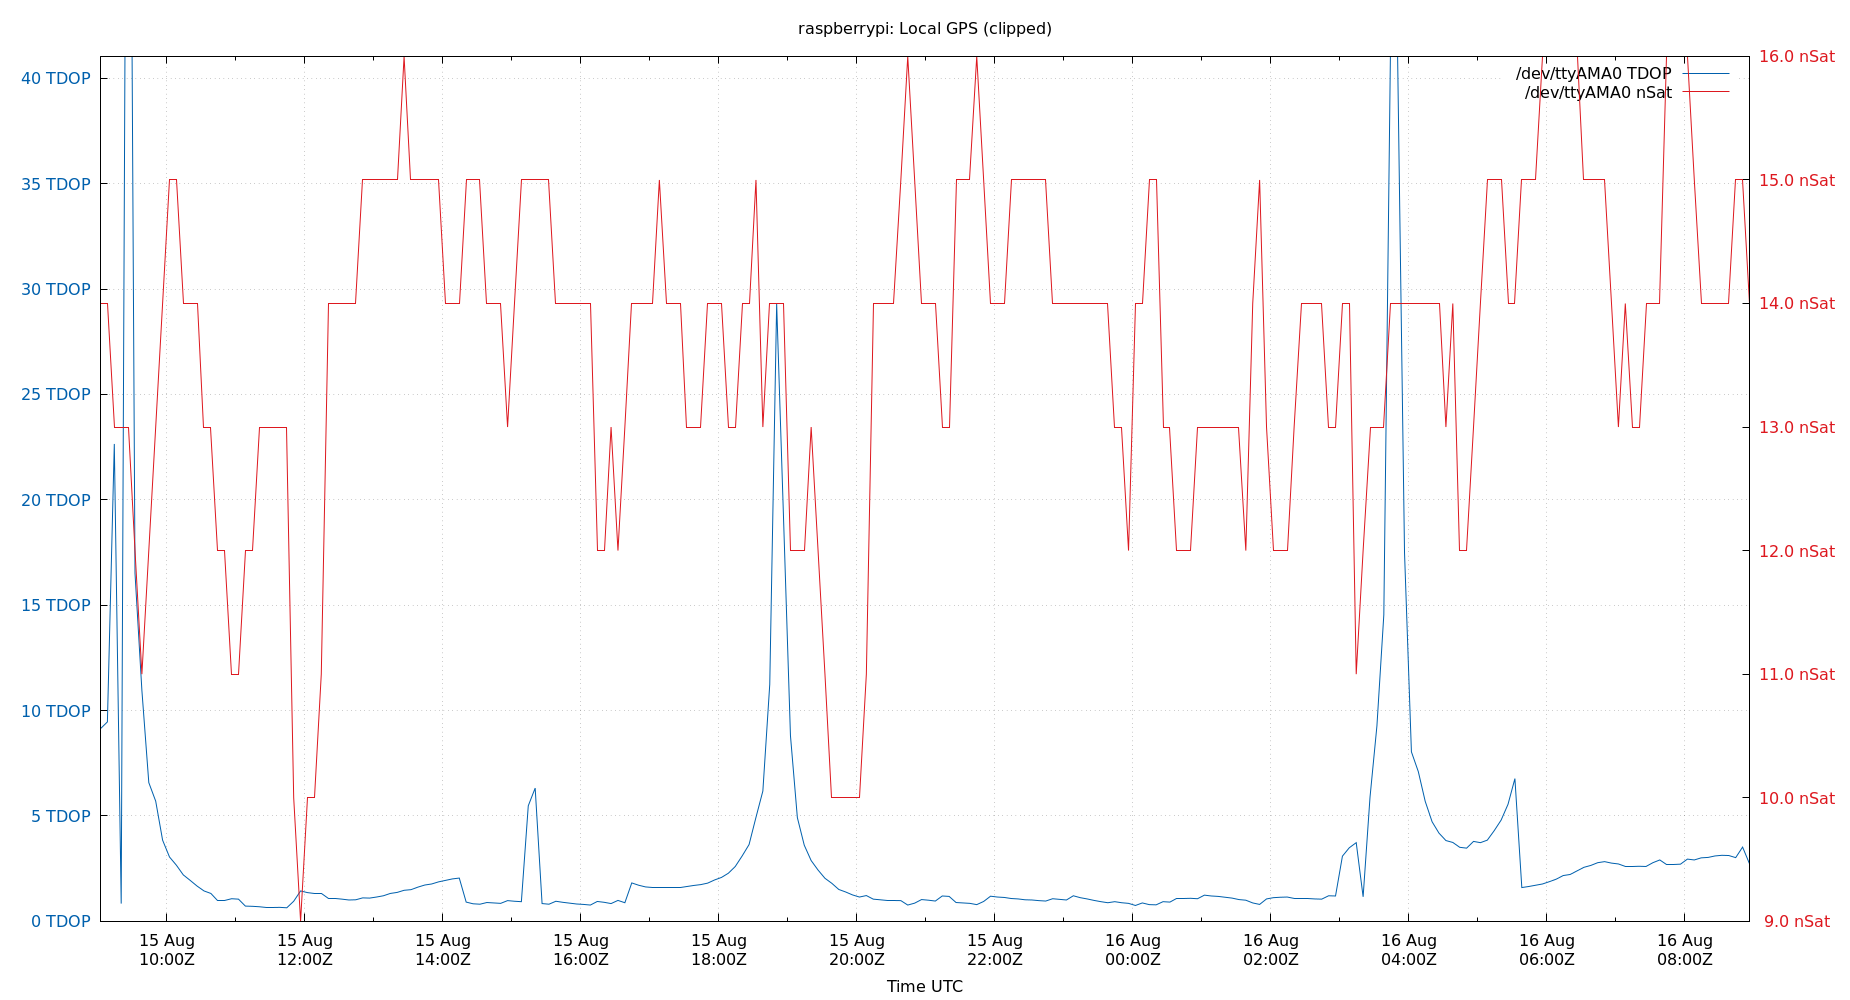 raspberrypi: Local GPS (clipped)
/dev/ttyAMA0 TDOP
/dev/ttyAMA0 nSat
40 TDOP
35 TDOP
30 TDOP
25 TDOP
20 TDOP
15 TDOP
10 TDOP
5 TDOP
0 TDOP
16.0 nSat
15.0 nSat
14.0 nSat
13.0 nSat
12.0 nSat
11.0 nSat
10.0 nSat
9.0 nSat
15 Aug
10:00Z
15 Aug
12:00Z
15 Aug
14:00Z
15 Aug
16:00Z
15 Aug
18:00Z
15 Aug
20:00Z
15 Aug
22:00Z
16 Aug
00:00Z
16 Aug
02:00Z
16 Aug
04:00Z
16 Aug
06:00Z
16 Aug
08:00Z
Time UTC